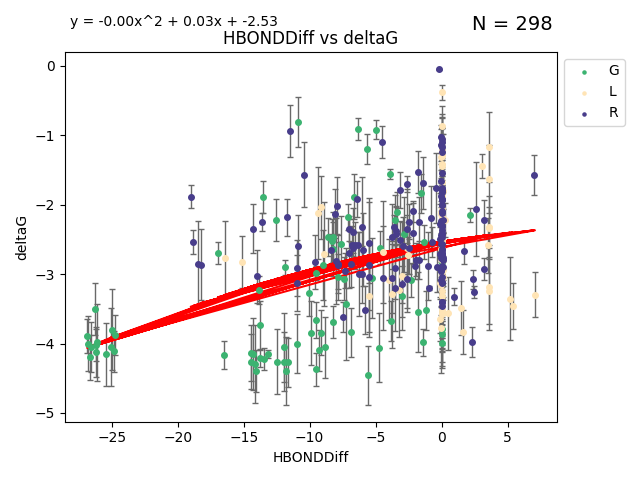 y = -0.00x^2 + 0.03x + -2.53
N = 298
HBONDDiff vs deltaG
G
L
R
deltaG
0
−1
−2
−3
−4
−5
−25
−20
−15
−10
−5
0
5
HBONDDiff